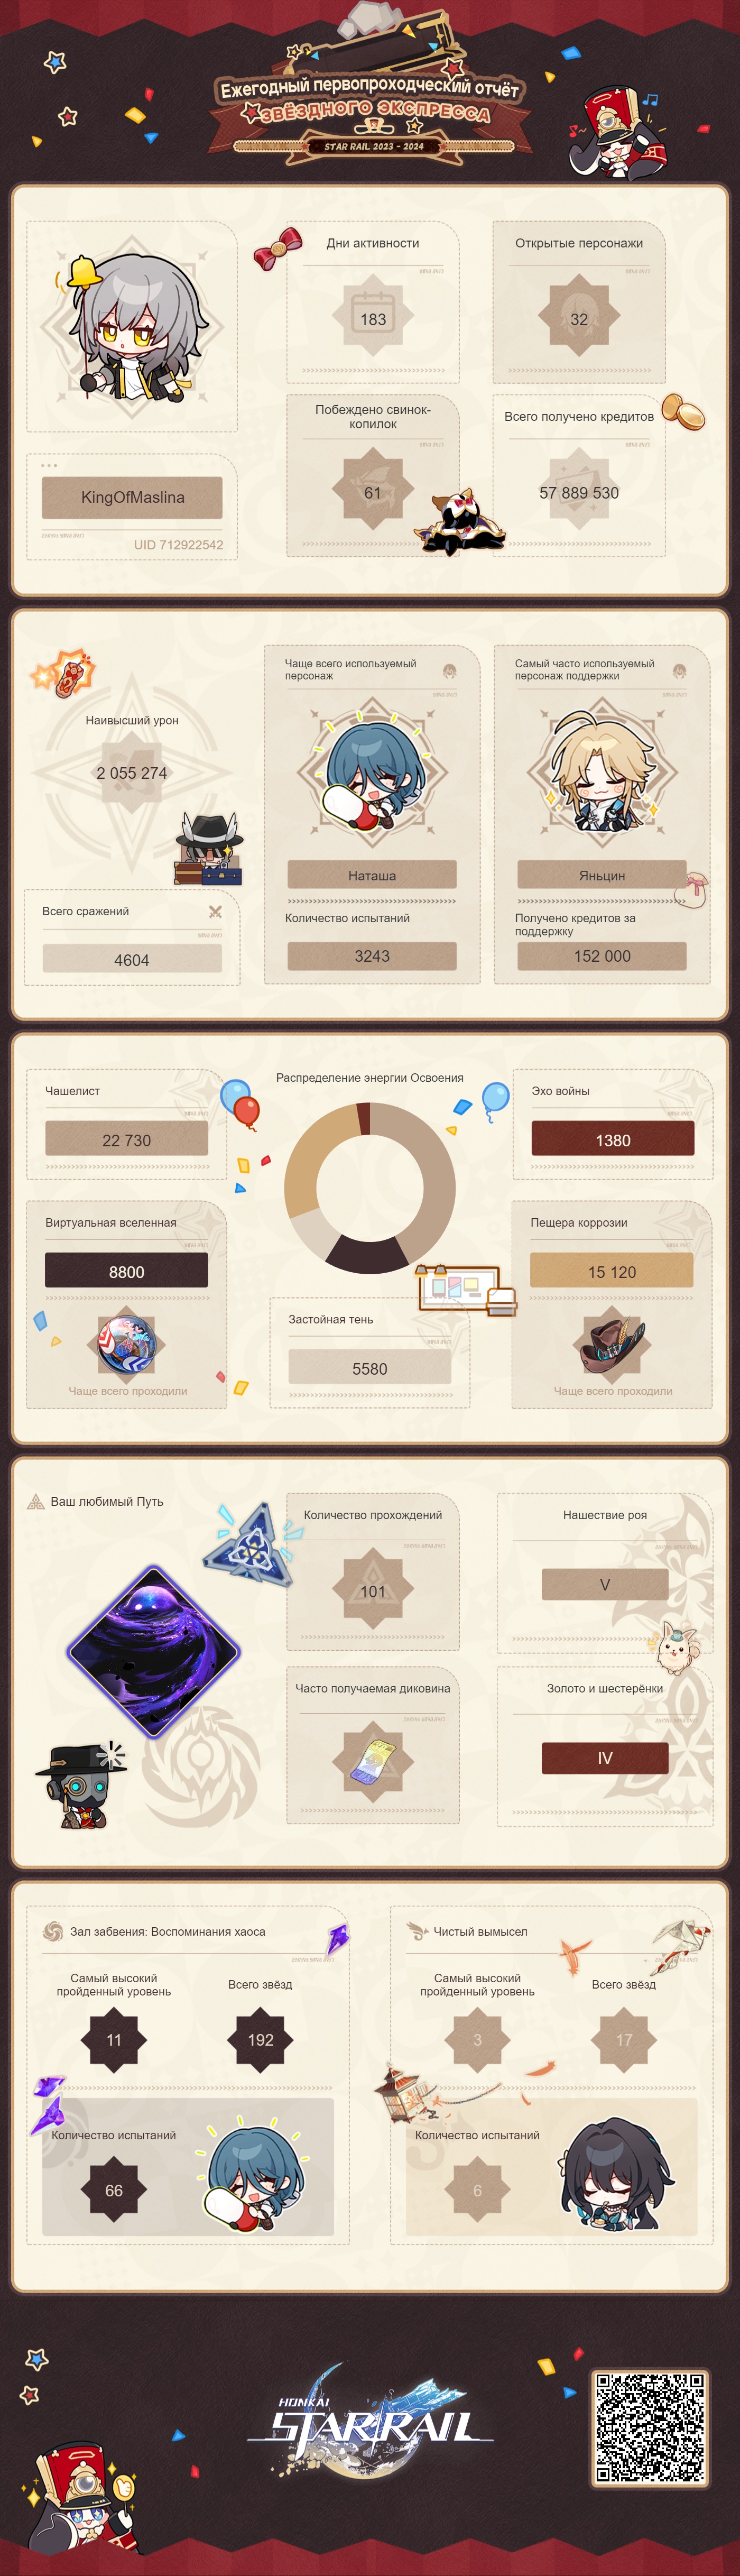 Ежегодный первопроходческий отчёт
ЗВЁЗДНОГО ЭКСПРЕССА
STAR RAIL 2023 - 2024
Дни активности
183
Открытые персонажи
32
KingOfMaslina
UID 712922542
Побеждено свинок-
копилок
61
Всего получено кредитов
57 889 530
Наивысший урон
2 055 274
Всего сражений
4604
Чаще всего используемый
персонаж
Наташа
Количество испытаний
3243
Самый часто используемый
персонаж поддержки
Яньцин
Получено кредитов за
поддержку
152 000
Чашелист
22 730
Распределение энергии Освоения
Эхо войны
1380
Виртуальная вселенная
8800
Чаще всего проходили
Застойная тень
5580
Пещера коррозии
15 120
Чаще всего проходили
Ваш любимый Путь
Количество прохождений
101
Нашествие роя
V
Часто получаемая диковина
Золото и шестерёнки
IV
Зал забвения: Воспоминания хаоса
Самый высокий
пройденный уровень
11
Всего звёзд
192
Количество испытаний
66
Чистый вымысел
Самый высокий
пройденный уровень
3
Всего звёзд
17
Количество испытаний
6
HONKAI
STAR RAIL